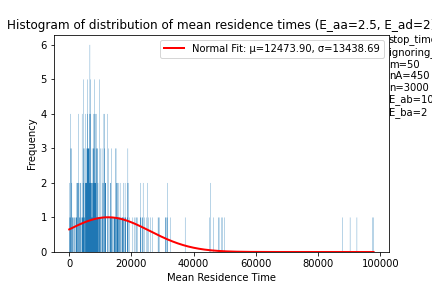 Histogram of distribution of mean residence times (E_aa=2.5, E_ad=2
stop_time
ignoring_
m=50
nA=450
n=3000
E_ab=10
E_ba=2
Normal Fit: μ=12473.90, σ=13438.69
Frequency
6
5
4
3
2
1
0
0
20000
40000
60000
80000
100000
Mean Residence Time